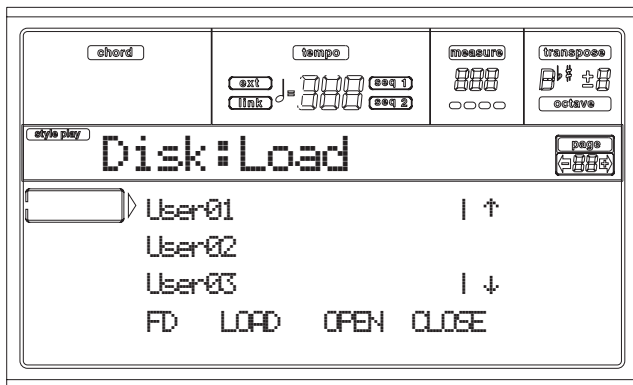 chord tempo measure transpose
ext seq 1
link seq 2
octave
style play page
Disk:Load
User01 | ↑
User02
User03 | ↓
FD LOAD OPEN CLOSE